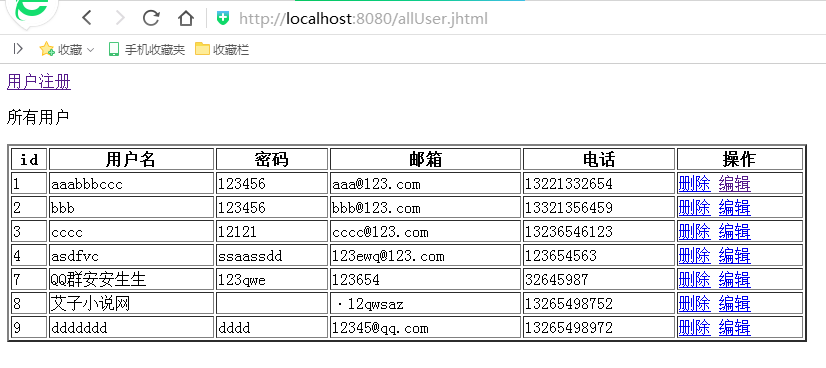 http://localhost:8080/allUser.jhtml
收藏 手机收藏夹 收藏栏
用户注册
所有用户
id 用户名 密码 邮箱 电话 操作
1 aaabbbccc 123456 aaa@123.com 13221332654 删除 编辑
2 bbb 123456 bbb@123.com 13321356459 删除 编辑
3 cccc 12121 cccc@123.com 13236546123 删除 编辑
4 asdfvc ssaassdd 123ewq@123.com 123654563 删除 编辑
7 QQ群安安生生 123qwe 123654 32645987 删除 编辑
8 艾子小说网 ·12qwsaz 13265498752 删除 编辑
9 ddddddd dddd 12345@qq.com 13265498972 删除 编辑